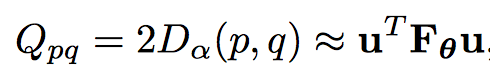 Q_{pq} = 2D_α(p, q) ≈ 𝐮^T 𝐅_𝛉 𝐮,